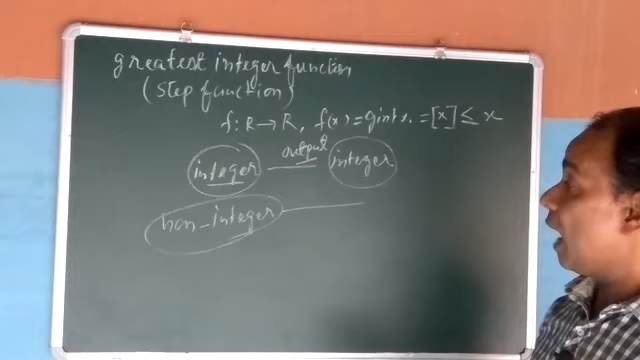 greatest integer function
(step function)
f: R → R, f(x) = gint x. = [x] ≤ x
integer output integer
non-integer